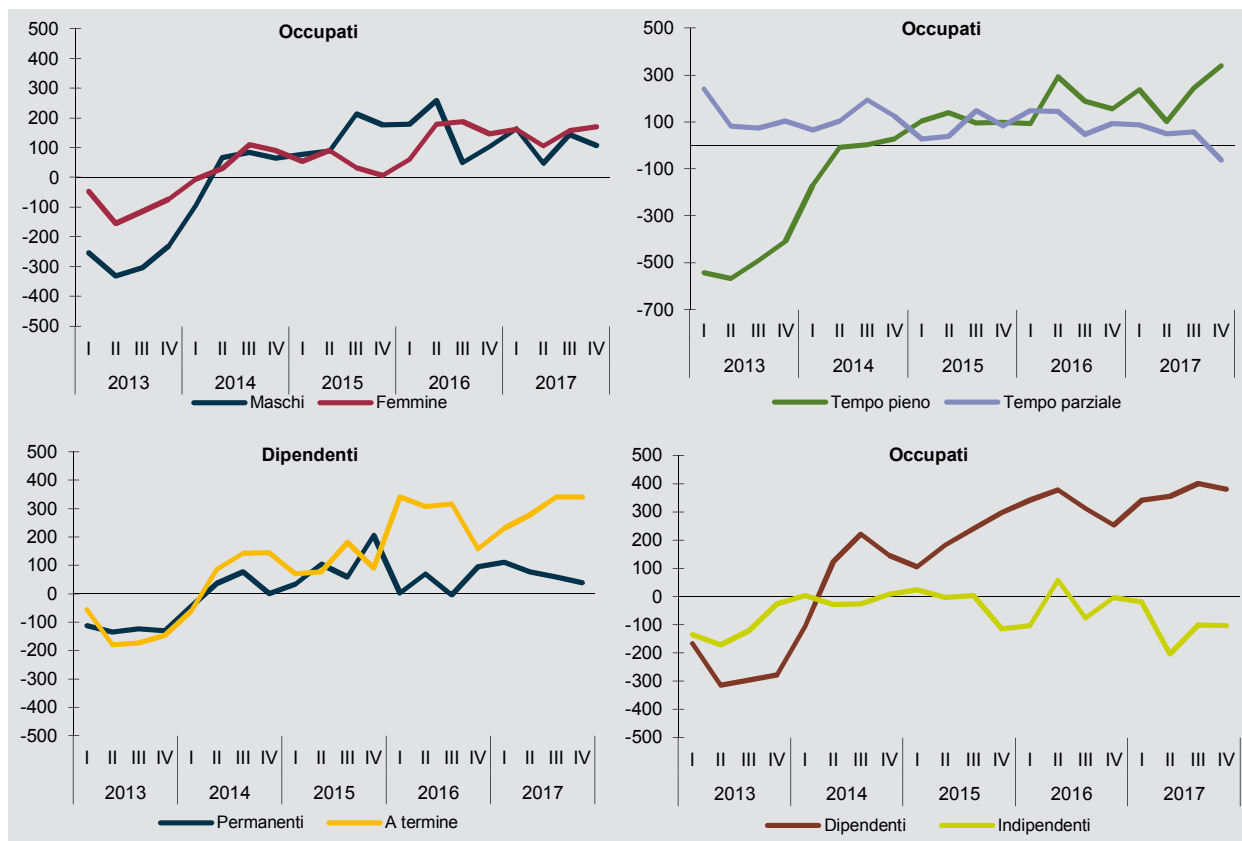 Occupati
500
400
300
200
100
0
-100
-200
-300
-400
-500
I II III IV I II III IV I II III IV I II III IV I II III IV
2013 2014 2015 2016 2017
Maschi Femmine
Occupati
500
300
100
-100
-300
-500
-700
I II III IV I II III IV I II III IV I II III IV I II III IV
2013 2014 2015 2016 2017
Tempo pieno Tempo parziale
Dipendenti
500
400
300
200
100
0
-100
-200
-300
-400
-500
I II III IV I II III IV I II III IV I II III IV I II III IV
2013 2014 2015 2016 2017
Permanenti A termine
Occupati
500
400
300
200
100
0
-100
-200
-300
-400
-500
I II III IV I II III IV I II III IV I II III IV I II III IV
2013 2014 2015 2016 2017
Dipendenti Indipendenti